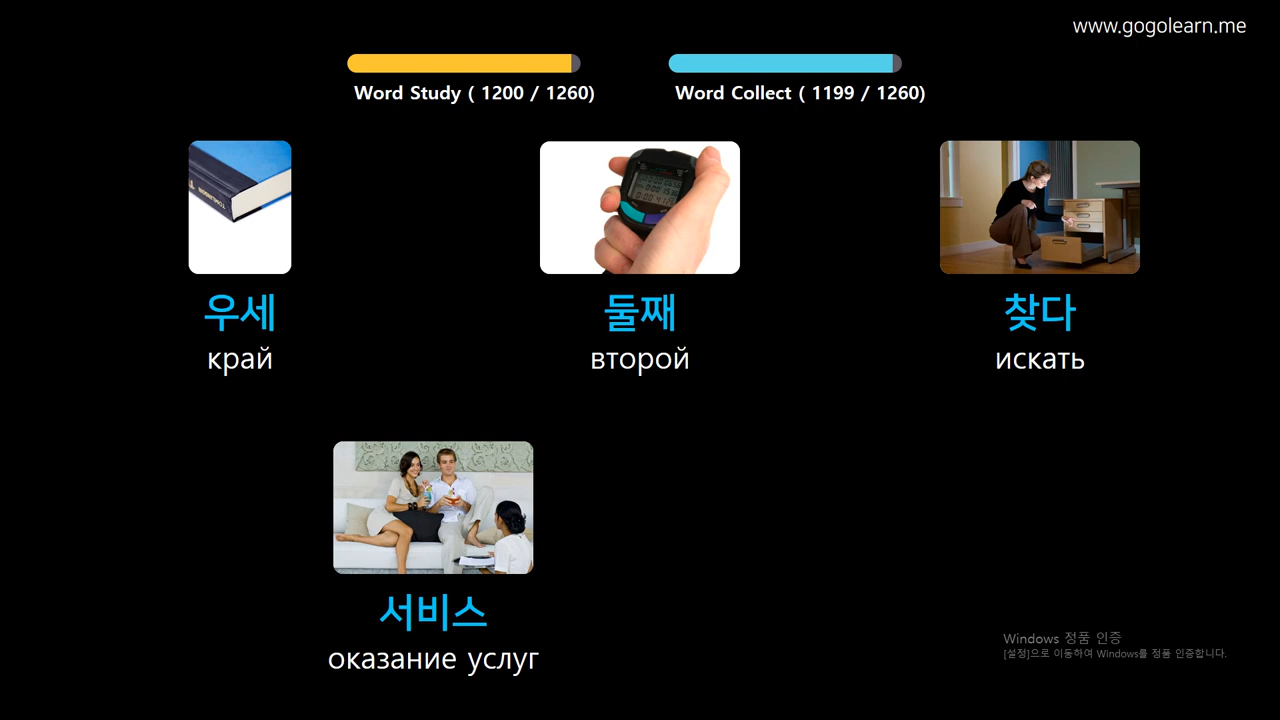 www.gogolearn.me
Word Study ( 1200 / 1260)
Word Collect ( 1199 / 1260)
TOMLINSON
우세
край
둘째
второй
찾다
искать
서비스
оказание услуг
Windows 정품 인증
[설정]으로 이동하여 Windows를 정품 인증합니다.